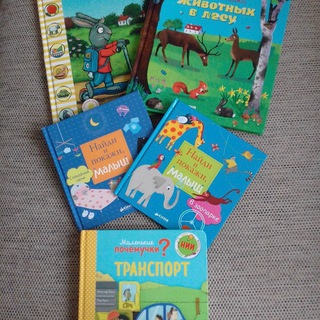 животных в лесу
Найди
и покажи,
малыш
Найди
и покажи,
малыш
В зоопарке
Маленькие
почемучки?
ТРАНСПОРТ